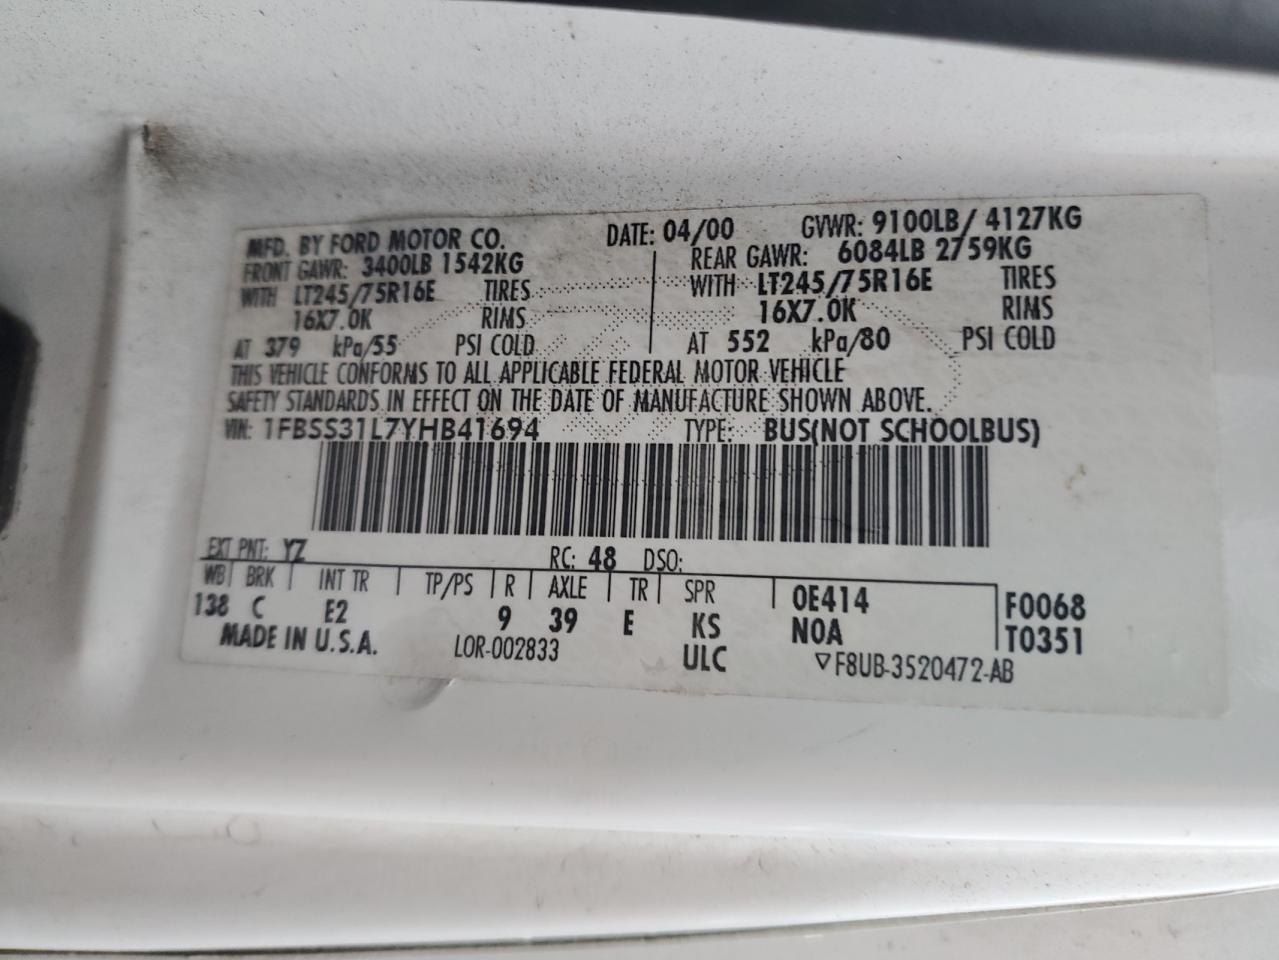 MFD. BY FORD MOTOR CO. DATE: 04/00 GVWR: 9100LB/ 4127KG
FRONT GAWR: 3400LB 1542KG REAR GAWR: 6084LB 2759KG
WITH LT245/75R16E TIRES WITH LT245/75R16E TIRES
16X7.0K RIMS 16X7.0K RIMS
AT 379 kPa/55 PSI COLD AT 552 kPa/80 PSI COLD
THIS VEHICLE CONFORMS TO ALL APPLICABLE FEDERAL MOTOR VEHICLE
SAFETY STANDARDS IN EFFECT ON THE DATE OF MANUFACTURE SHOWN ABOVE.
VIN: 1FBSS31L7YHB41694 TYPE: BUS(NOT SCHOOLBUS)
EXT PNT: YZ RC: 48 DSO:
WB BRK INT TR TP/PS R AXLE TR SPR 0E414 F0068
138 C E2 9 39 E KS N0A T0351
MADE IN U.S.A. LOR-002833 ULC ▽F8UB-3520472-AB